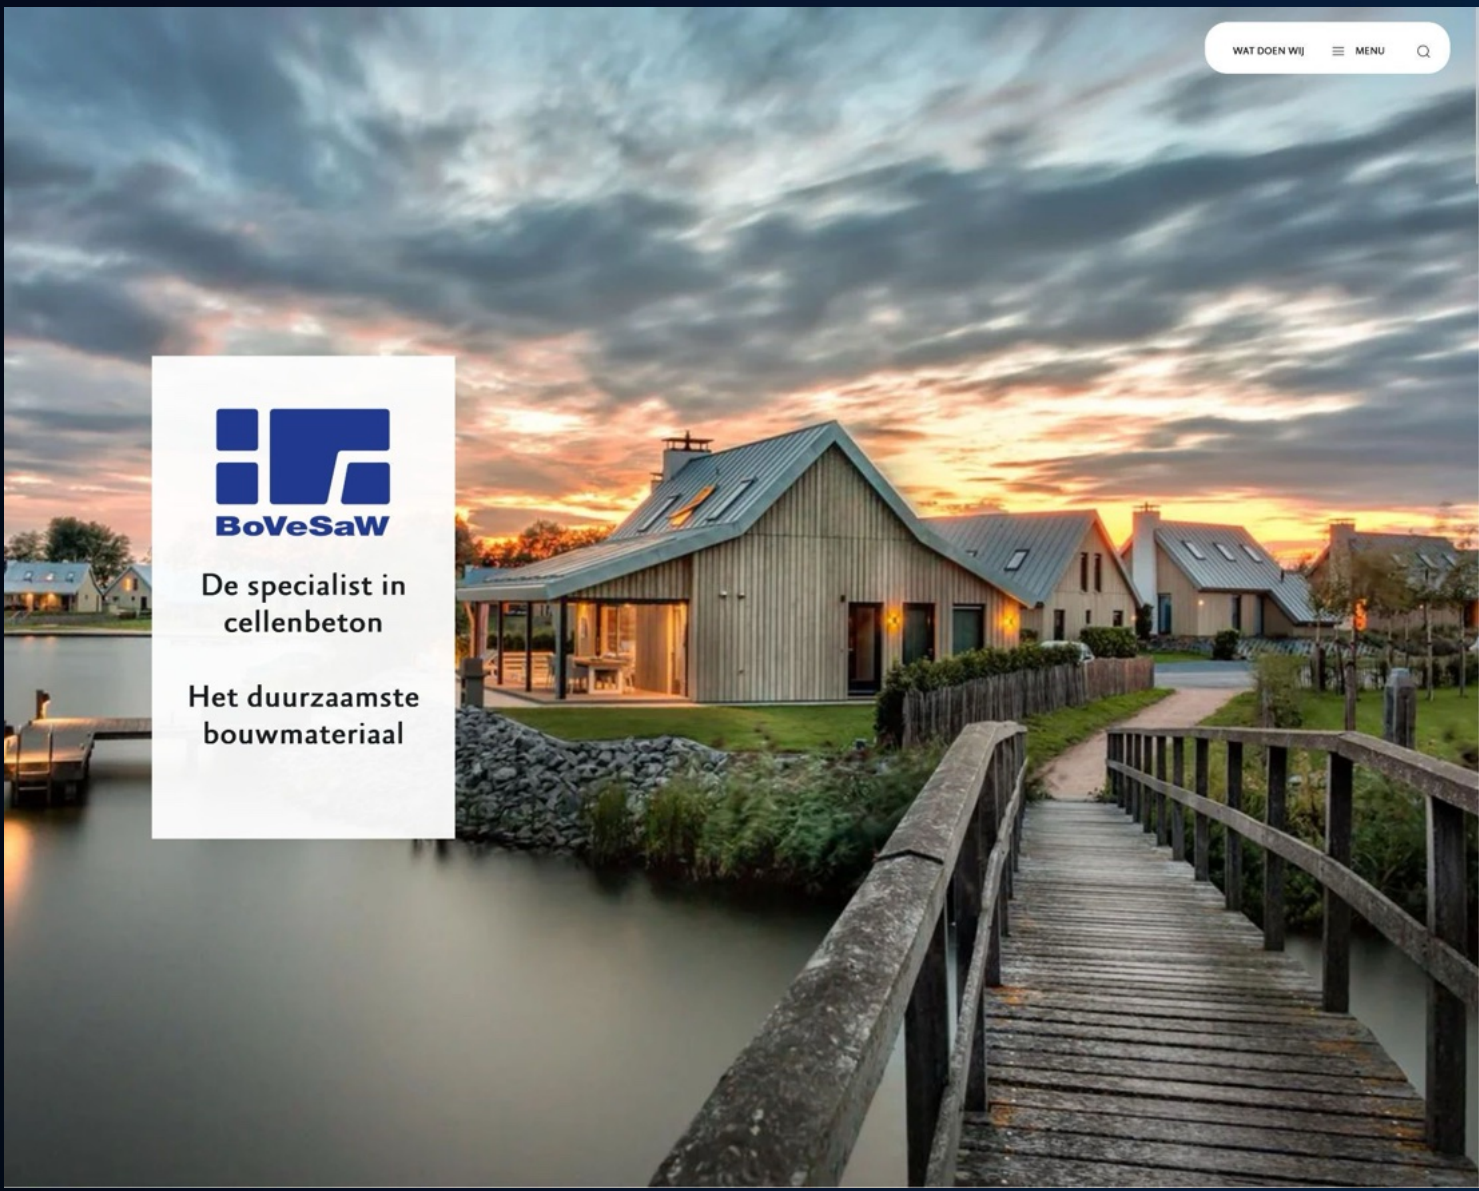 WAT DOEN WIJ MENU
BoVeSaW
De specialist in
cellenbeton
Het duurzaamste
bouwmateriaal